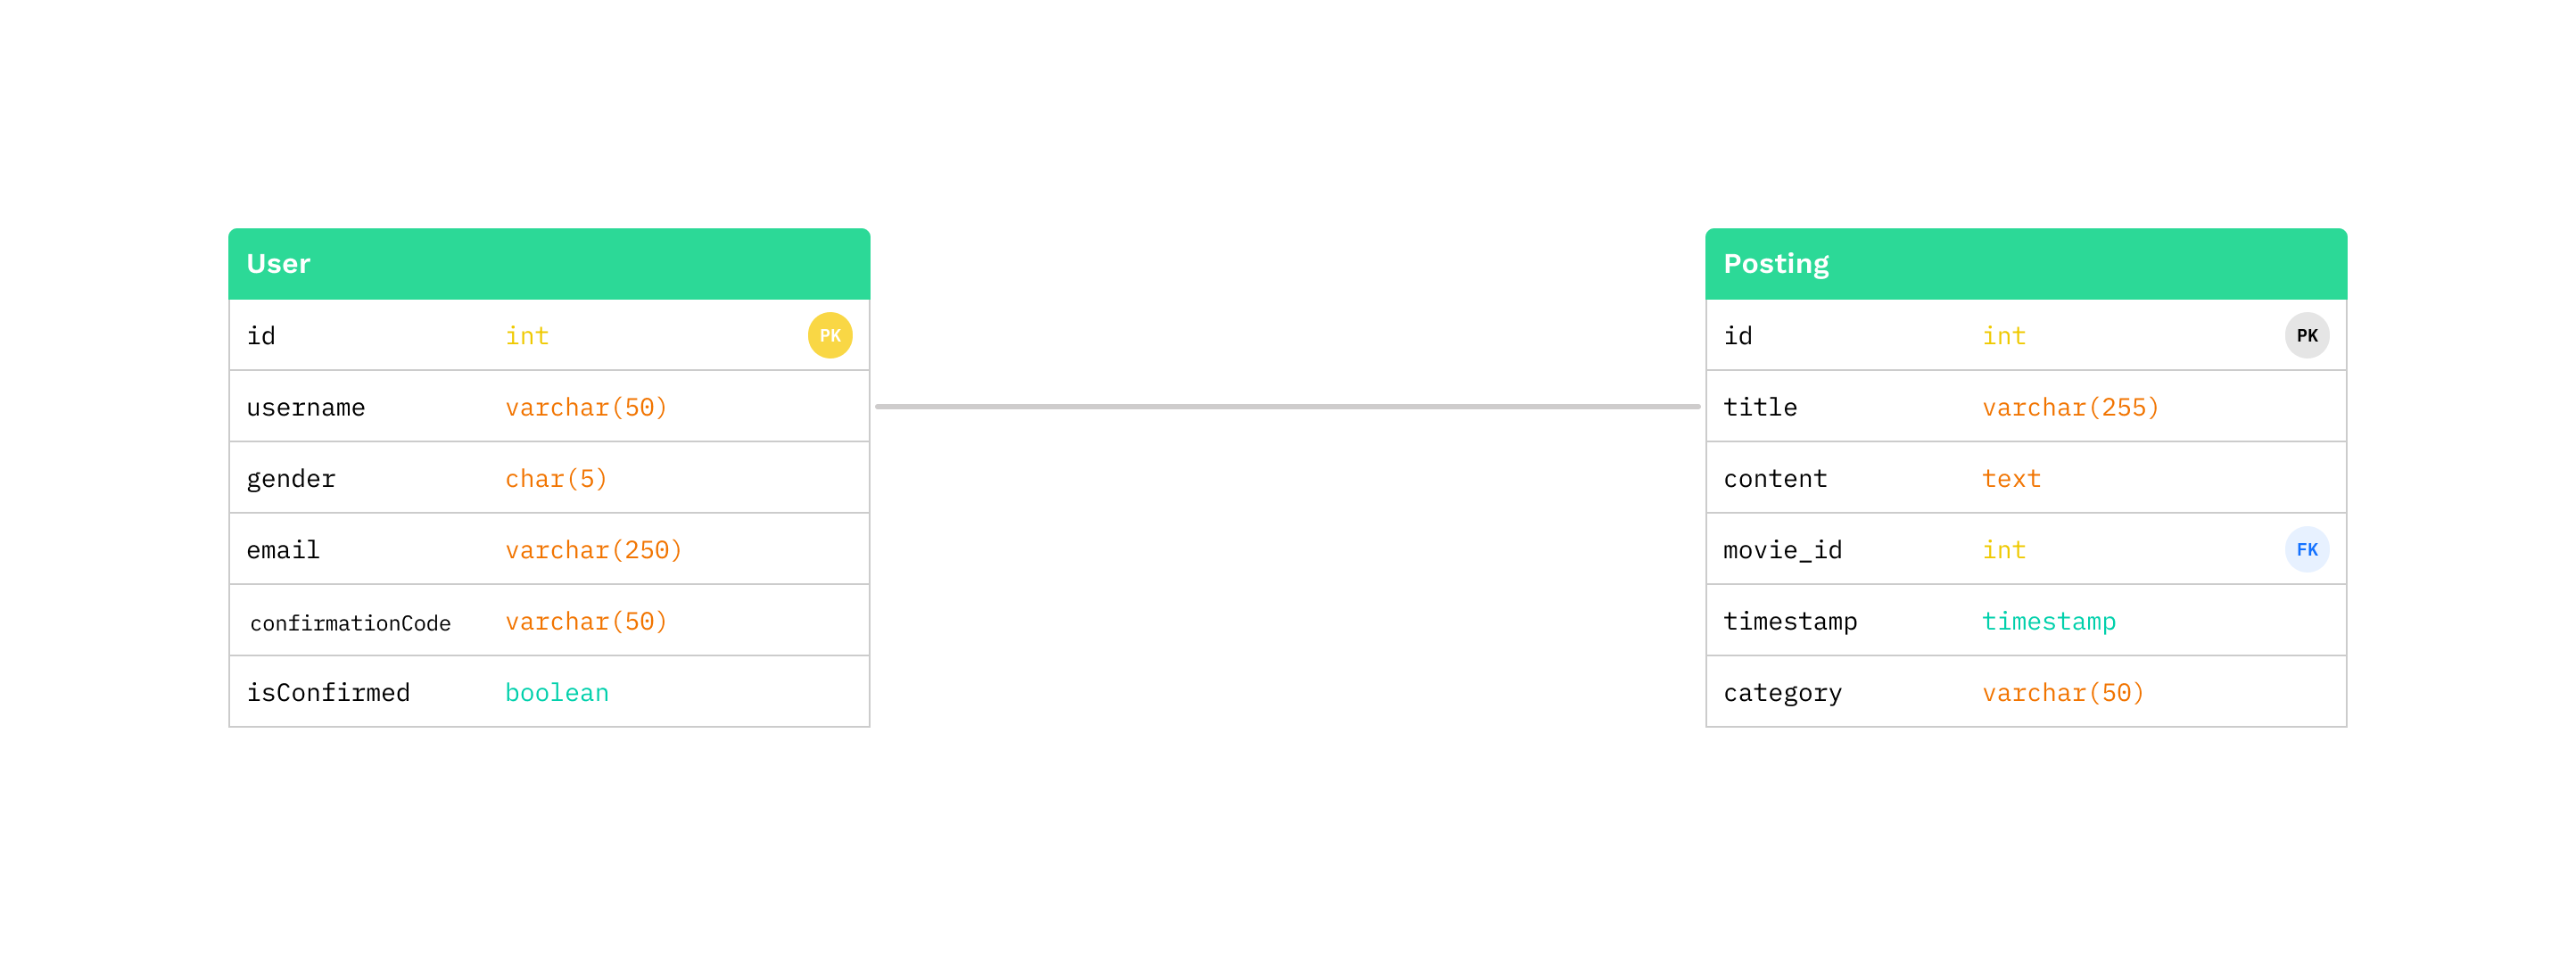 User
id int PK
username varchar(50)
gender char(5)
email varchar(250)
confirmationCode varchar(50)
isConfirmed boolean
Posting
id int PK
title varchar(255)
content text
movie_id int FK
timestamp timestamp
category varchar(50)